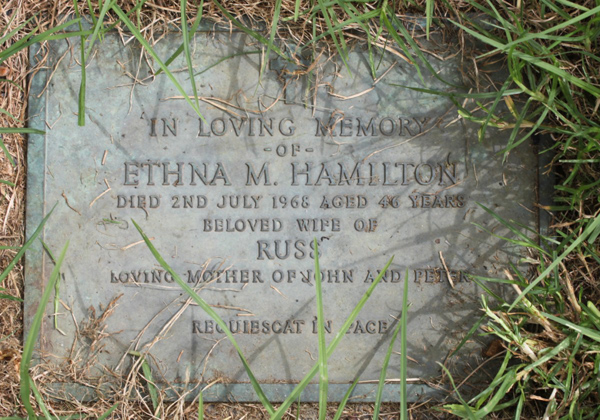 IN LOVING MEMORY
-OF-
ETHNA M. HAMILTON
DIED 2ND JULY 1968 AGED 46 YEARS
BELOVED WIFE OF
RUSS
LOVING MOTHER OF JOHN AND PETER
REQUIESCAT IN PACE